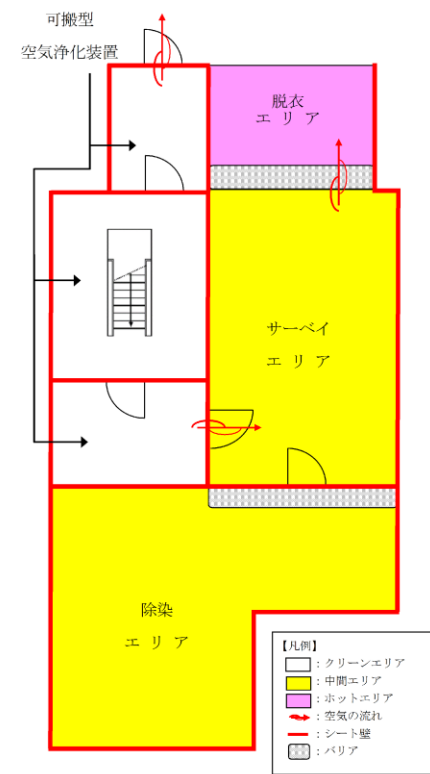 可搬型
空気浄化装置
脱衣
エリア
サーベイ
エリア
除染
エリア
【凡例】
：クリーンエリア
：中間エリア
：ホットエリア
：空気の流れ
：シート壁
：バリア